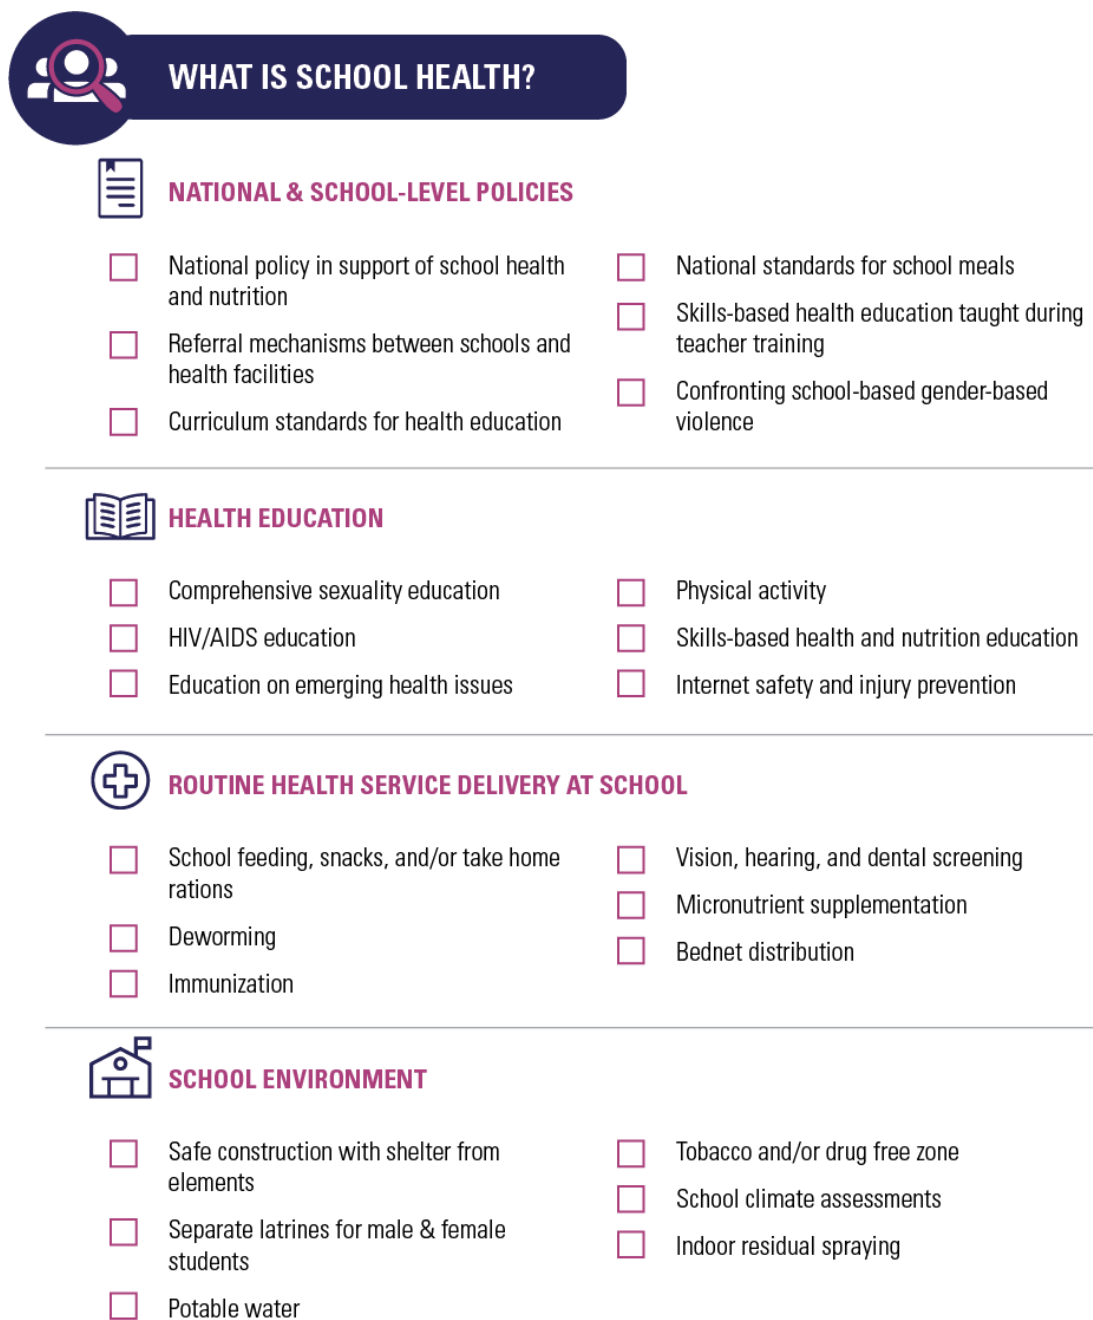 WHAT IS SCHOOL HEALTH?
NATIONAL & SCHOOL-LEVEL POLICIES
National policy in support of school health
and nutrition
Referral mechanisms between schools and
health facilities
Curriculum standards for health education
National standards for school meals
Skills-based health education taught during
teacher training
Confronting school-based gender-based
violence
HEALTH EDUCATION
Comprehensive sexuality education
HIV/AIDS education
Education on emerging health issues
Physical activity
Skills-based health and nutrition education
Internet safety and injury prevention
ROUTINE HEALTH SERVICE DELIVERY AT SCHOOL
School feeding, snacks, and/or take home
rations
Deworming
Immunization
Vision, hearing, and dental screening
Micronutrient supplementation
Bednet distribution
SCHOOL ENVIRONMENT
Safe construction with shelter from
elements
Separate latrines for male & female
students
Potable water
Tobacco and/or drug free zone
School climate assessments
Indoor residual spraying